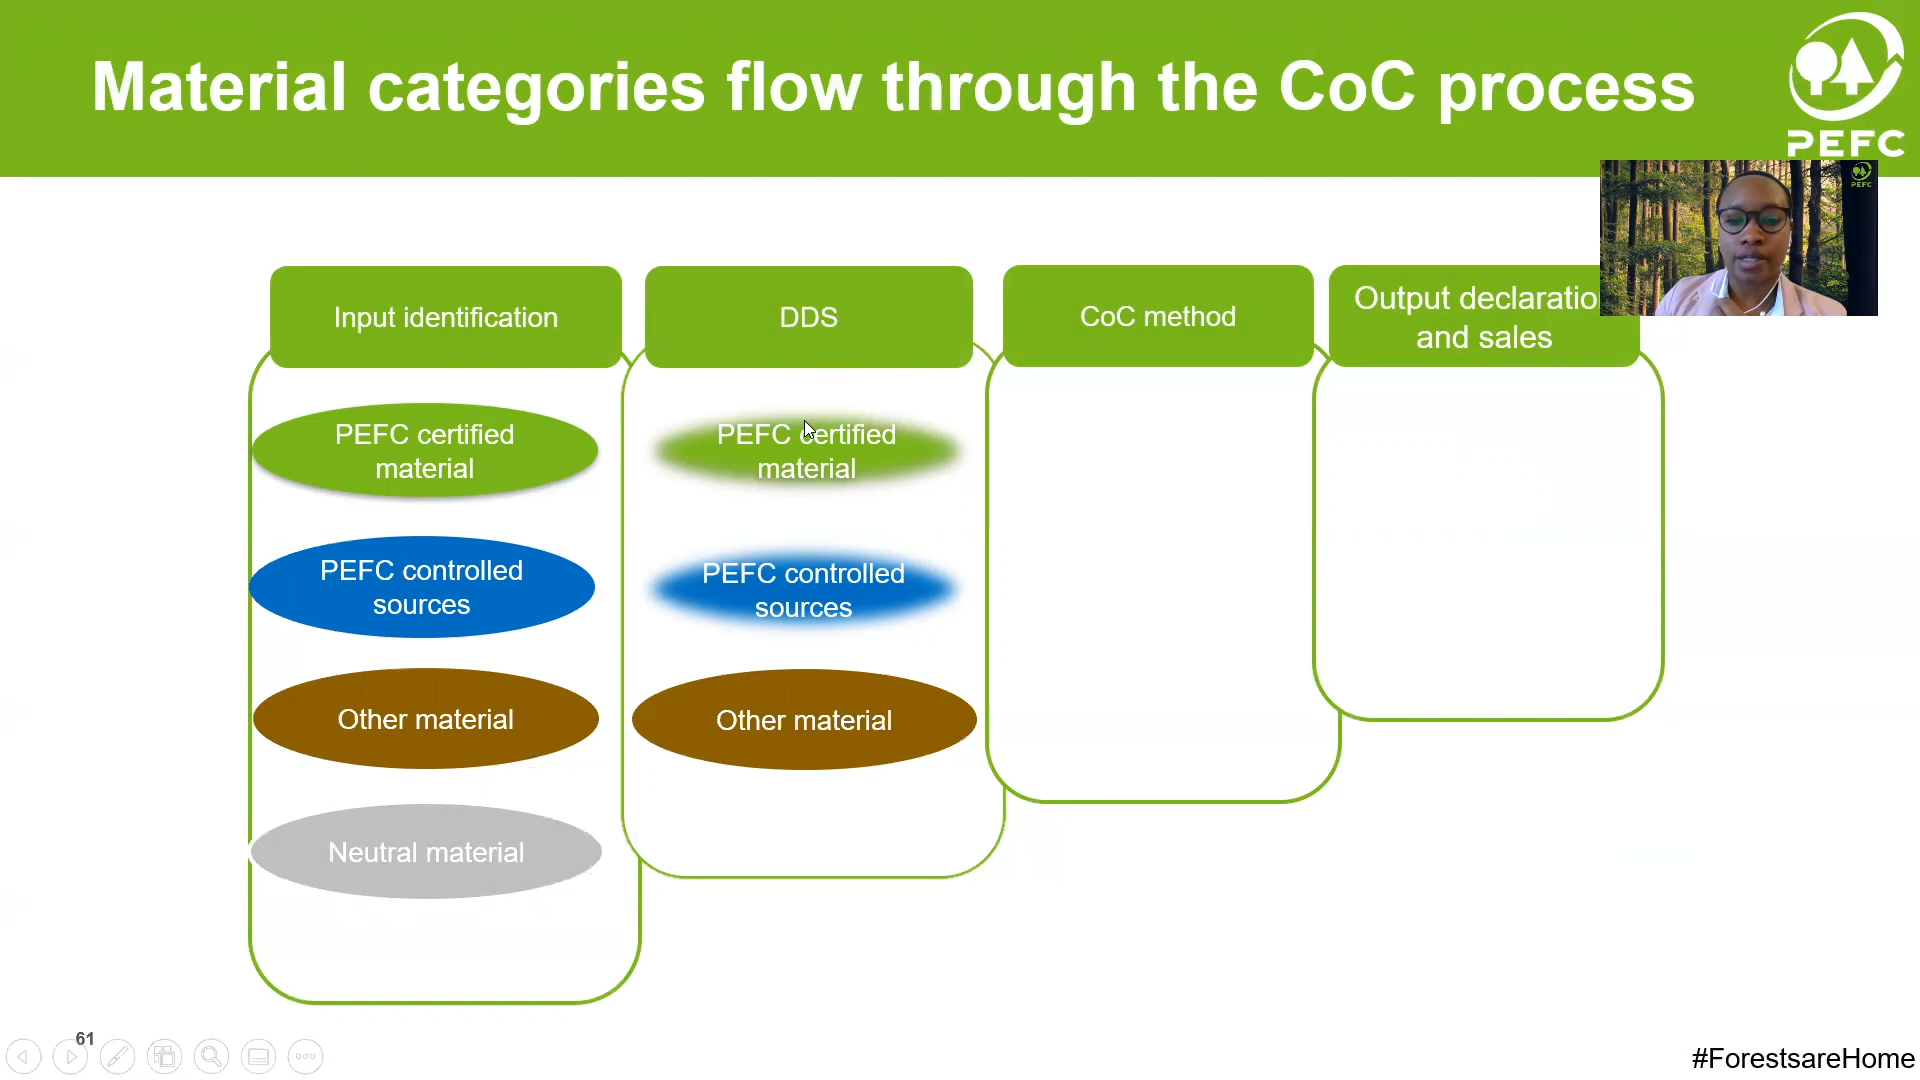 Material categories flow through the CoC process
PEFC
PEFC
Input identification
DDS
CoC method
Output declaratio
and sales
PEFC certified
material
PEFC certified
material
PEFC controlled
sources
PEFC controlled
sources
Other material
Other material
Neutral material
61
#ForestsareHome